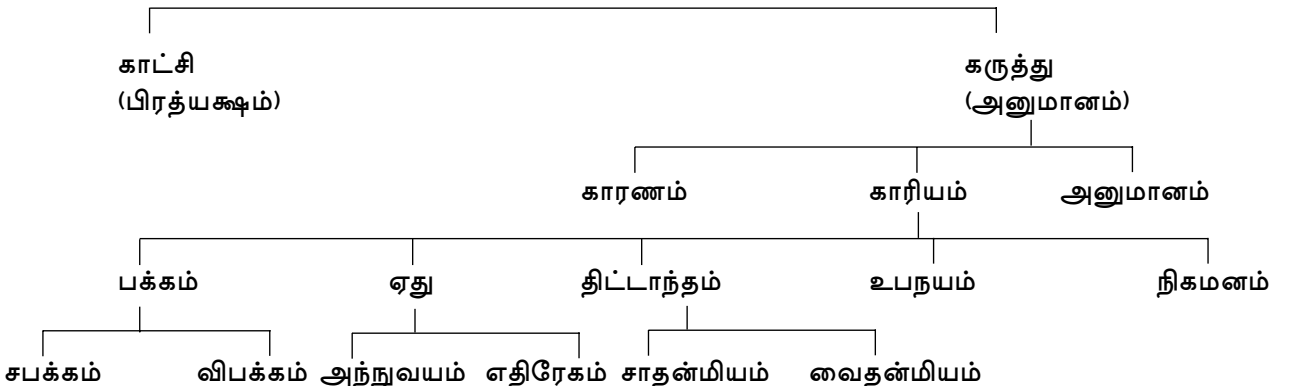 காட்சி கருத்து
(பிரத்யக்ஷம்) (அனுமானம்)
காரணம் காரியம் அனுமானம்
பக்கம் ஏது திட்டாந்தம் உபநயம் நிகமனம்
சபக்கம் விபக்கம் அந்நுவயம் எதிரேகம் சாதன்மியம் வைதன்மியம்